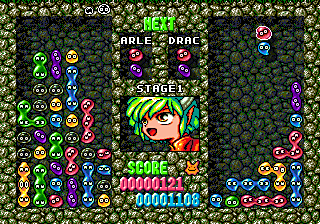 NEXT
ARLE, DRAC
STAGE1
SCORE
00000121
00001108